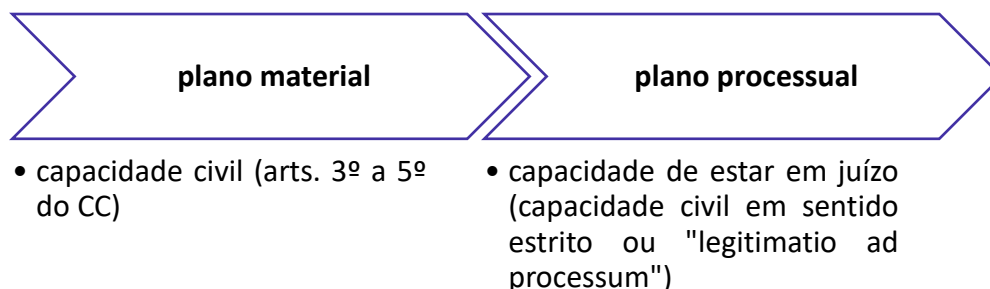 plano material
plano processual
• capacidade civil (arts. 3º a 5º
do CC)
• capacidade de estar em juízo
(capacidade civil em sentido
estrito ou "legitimatio ad
processum")